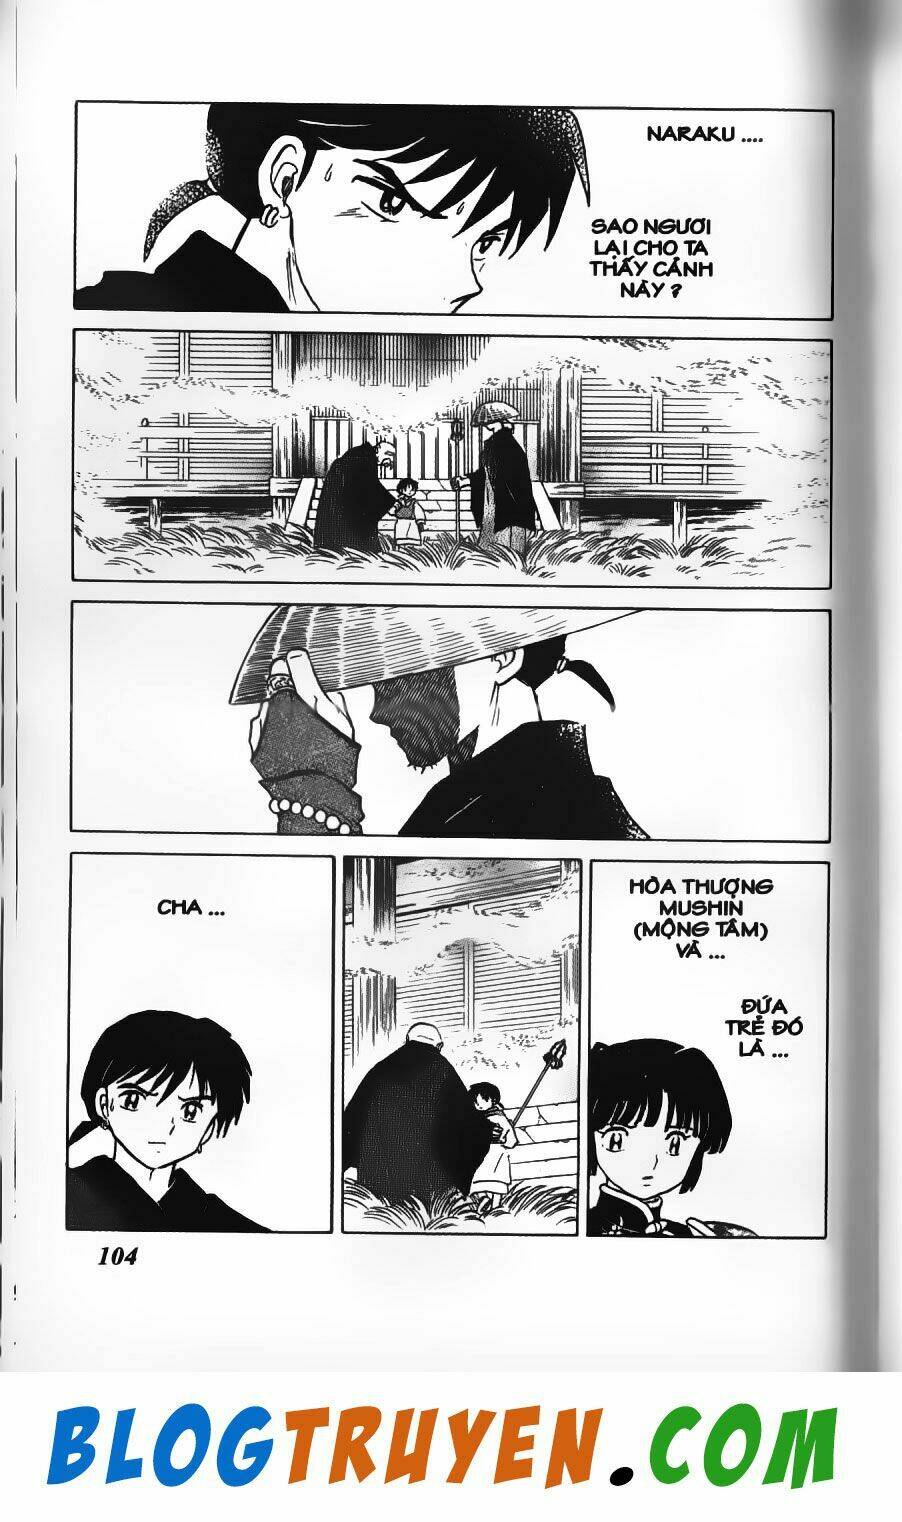 NARAKU ....
SAO NGƯƠI
LẠI CHO TA
THẤY CẢNH
NÀY ?
HÒA THƯỢNG
MUSHIN
(MỘNG TÂM)
VÀ ...
ĐỨA
TRẺ ĐÓ
LÀ ...
CHA ...
104
BLOGTRUYEN.COM